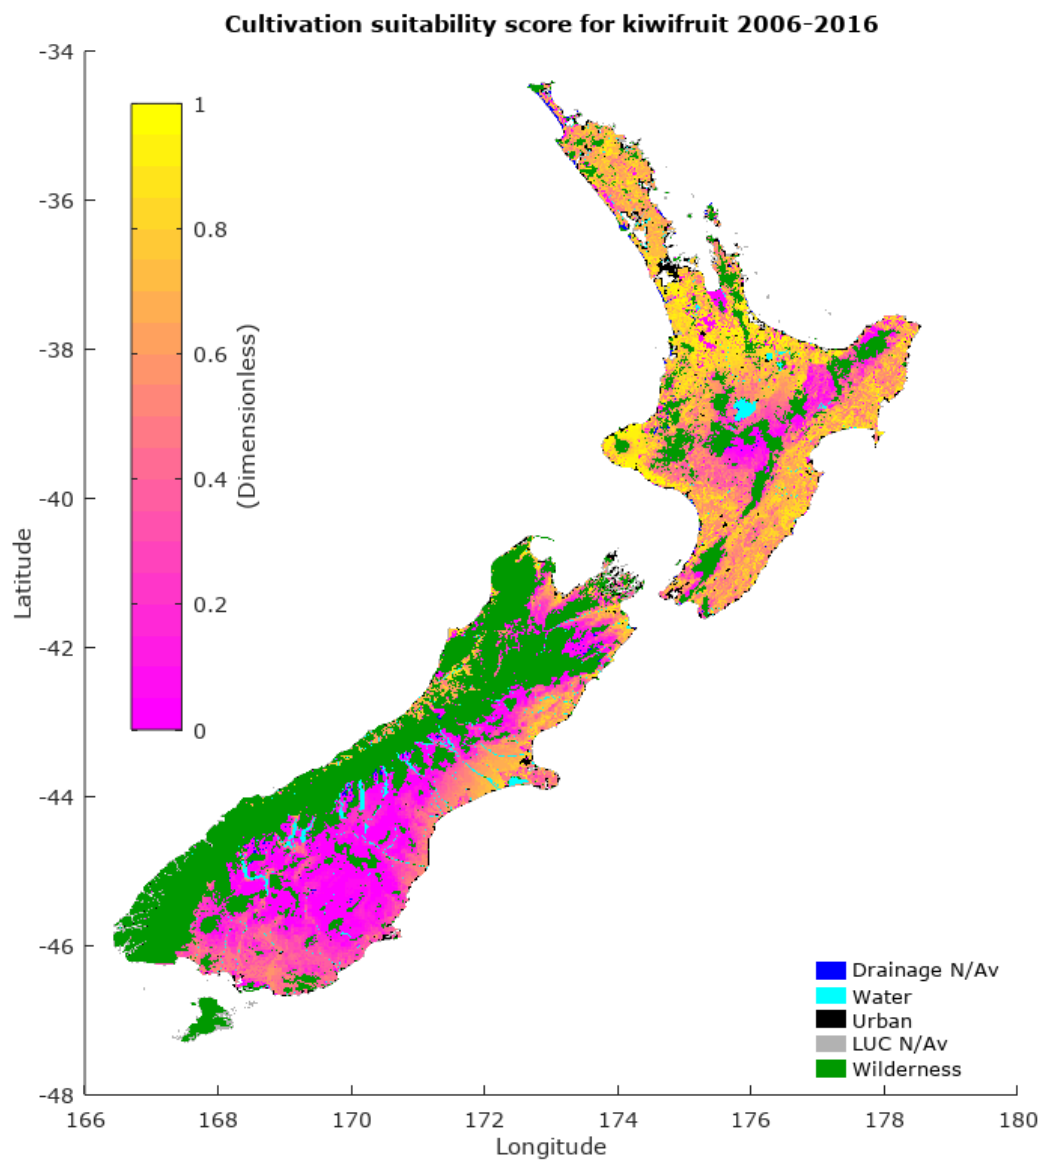 Cultivation suitability score for kiwifruit 2006-2016
-34
-36
-38
-40
-42
-44
-46
-48
Latitude
1
0.8
0.6
0.4
0.2
0
(Dimensionless)
Drainage N/Av
Water
Urban
LUC N/Av
Wilderness
166
168
170
172
174
176
178
180
Longitude